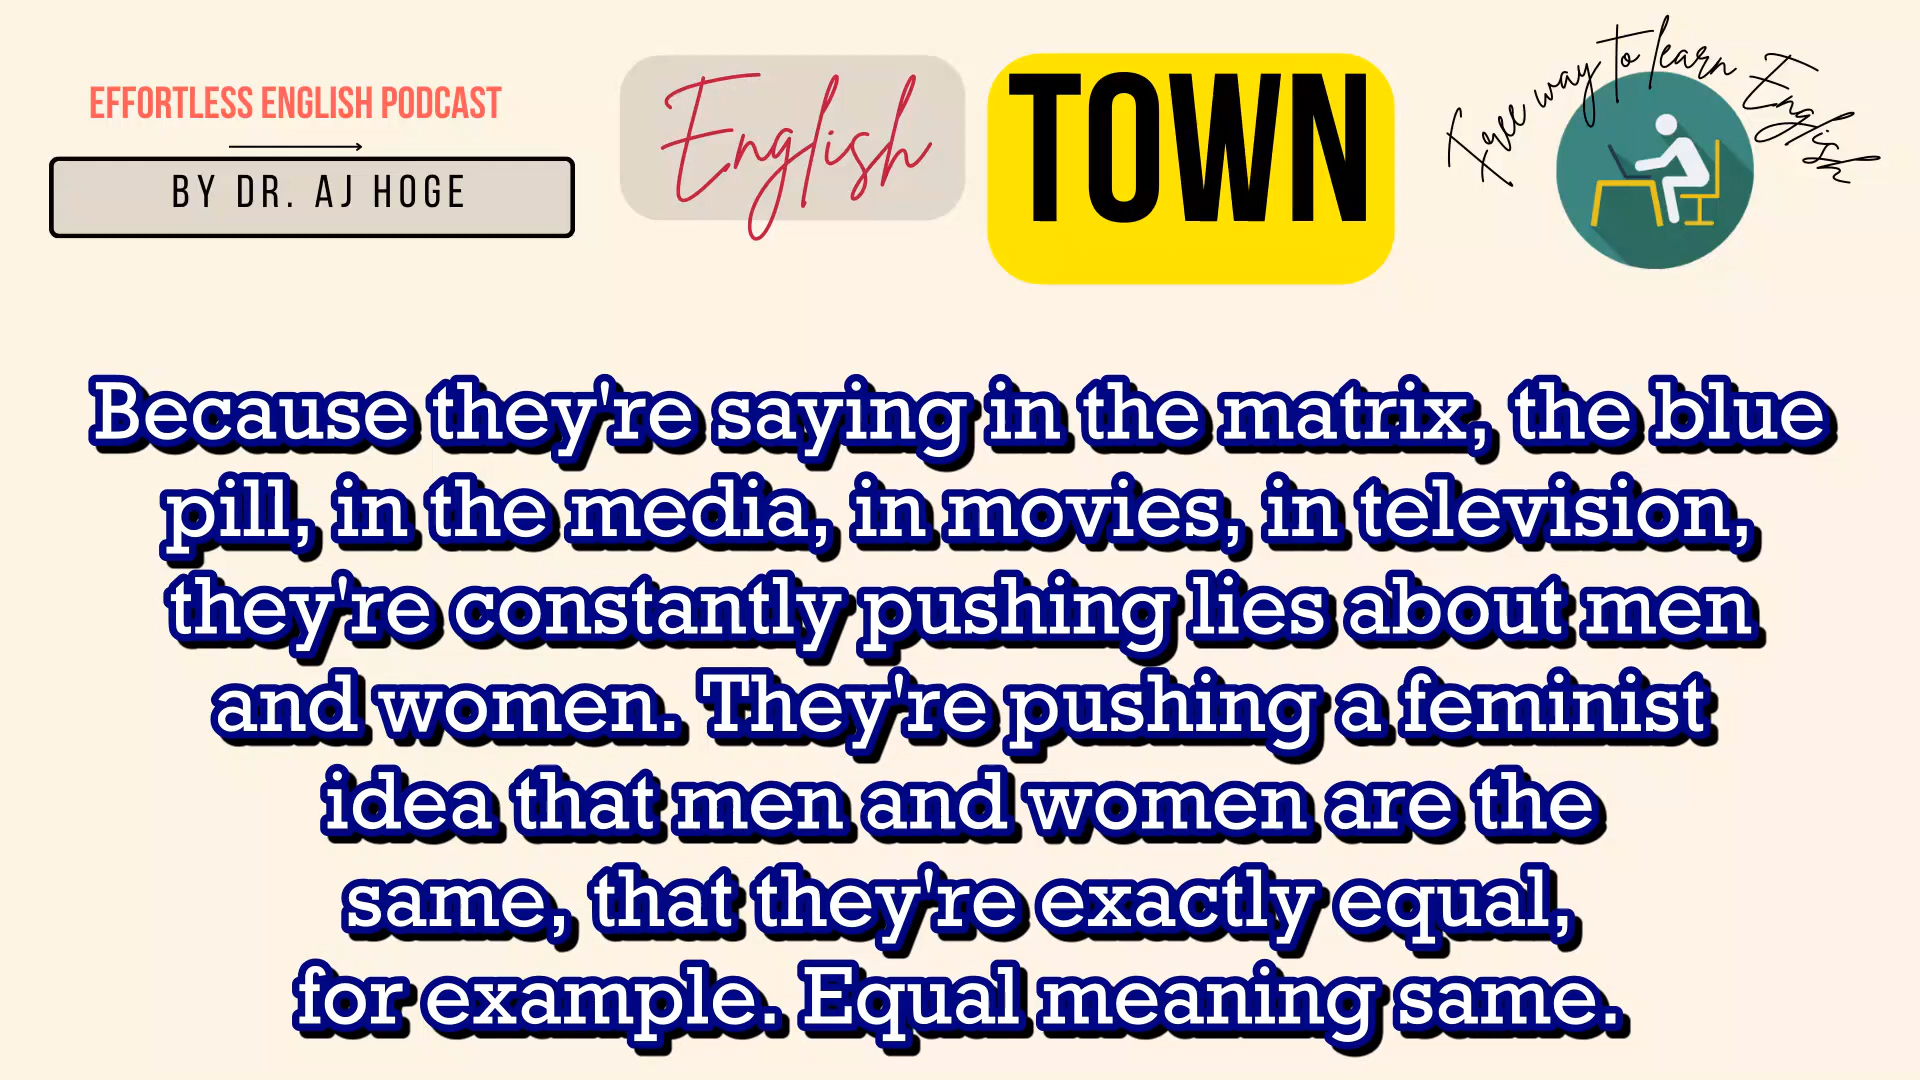 EFFORTLESS ENGLISH PODCAST
BY DR. AJ HOGE
English
TOWN
Free way to learn English
Because they're saying in the matrix, the blue
pill, in the media, in movies, in television,
they're constantly pushing lies about men
and women. They're pushing a feminist
idea that men and women are the
same, that they're exactly equal,
for example. Equal meaning same.